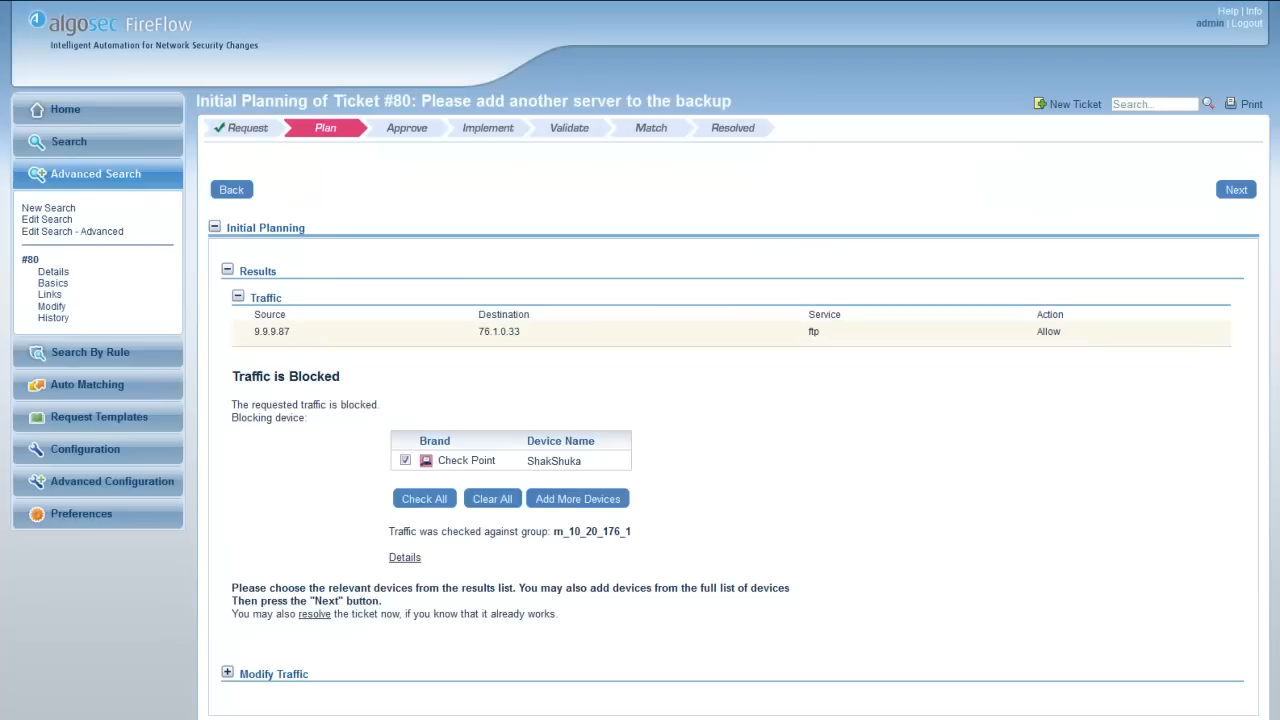 algosec FireFlow
Intelligent Automation for Network Security Changes
Help | Info
admin | Logout
Home
Search
Advanced Search
New Search
Edit Search
Edit Search - Advanced
#80
Details
Basics
Links
Modify
History
Search By Rule
Auto Matching
Request Templates
Configuration
Advanced Configuration
Preferences
Initial Planning of Ticket #80: Please add another server to the backup
New Ticket Search... Print
Request Plan Approve Implement Validate Match Resolved
Back Next
Initial Planning
Results
Traffic
Source Destination Service Action
9.9.9.87 76.1.0.33 ftp Allow
Traffic is Blocked
The requested traffic is blocked.
Blocking device:
Brand Device Name
Check Point ShakShuka
Check All Clear All Add More Devices
Traffic was checked against group: m_10_20_176_1
Details
Please choose the relevant devices from the results list. You may also add devices from the full list of devices
Then press the "Next" button.
You may also resolve the ticket now, if you know that it already works.
Modify Traffic